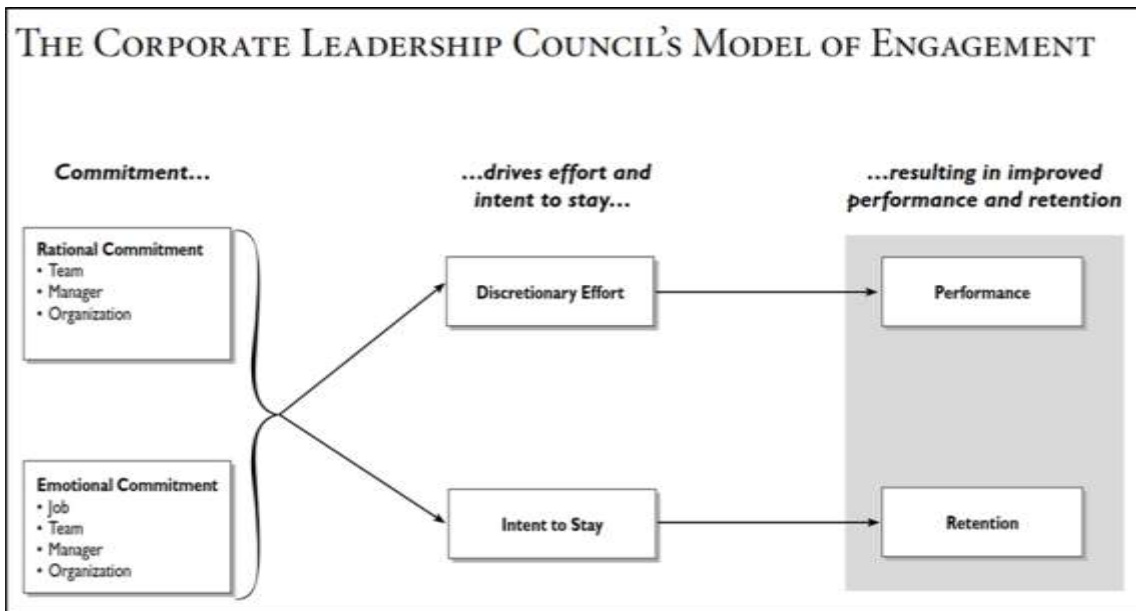 THE CORPORATE LEADERSHIP COUNCIL'S MODEL OF ENGAGEMENT
Commitment...
...drives effort and
intent to stay...
...resulting in improved
performance and retention
Rational Commitment
• Team
• Manager
• Organization
Discretionary Effort
Performance
Emotional Commitment
• Job
• Team
• Manager
• Organization
Intent to Stay
Retention